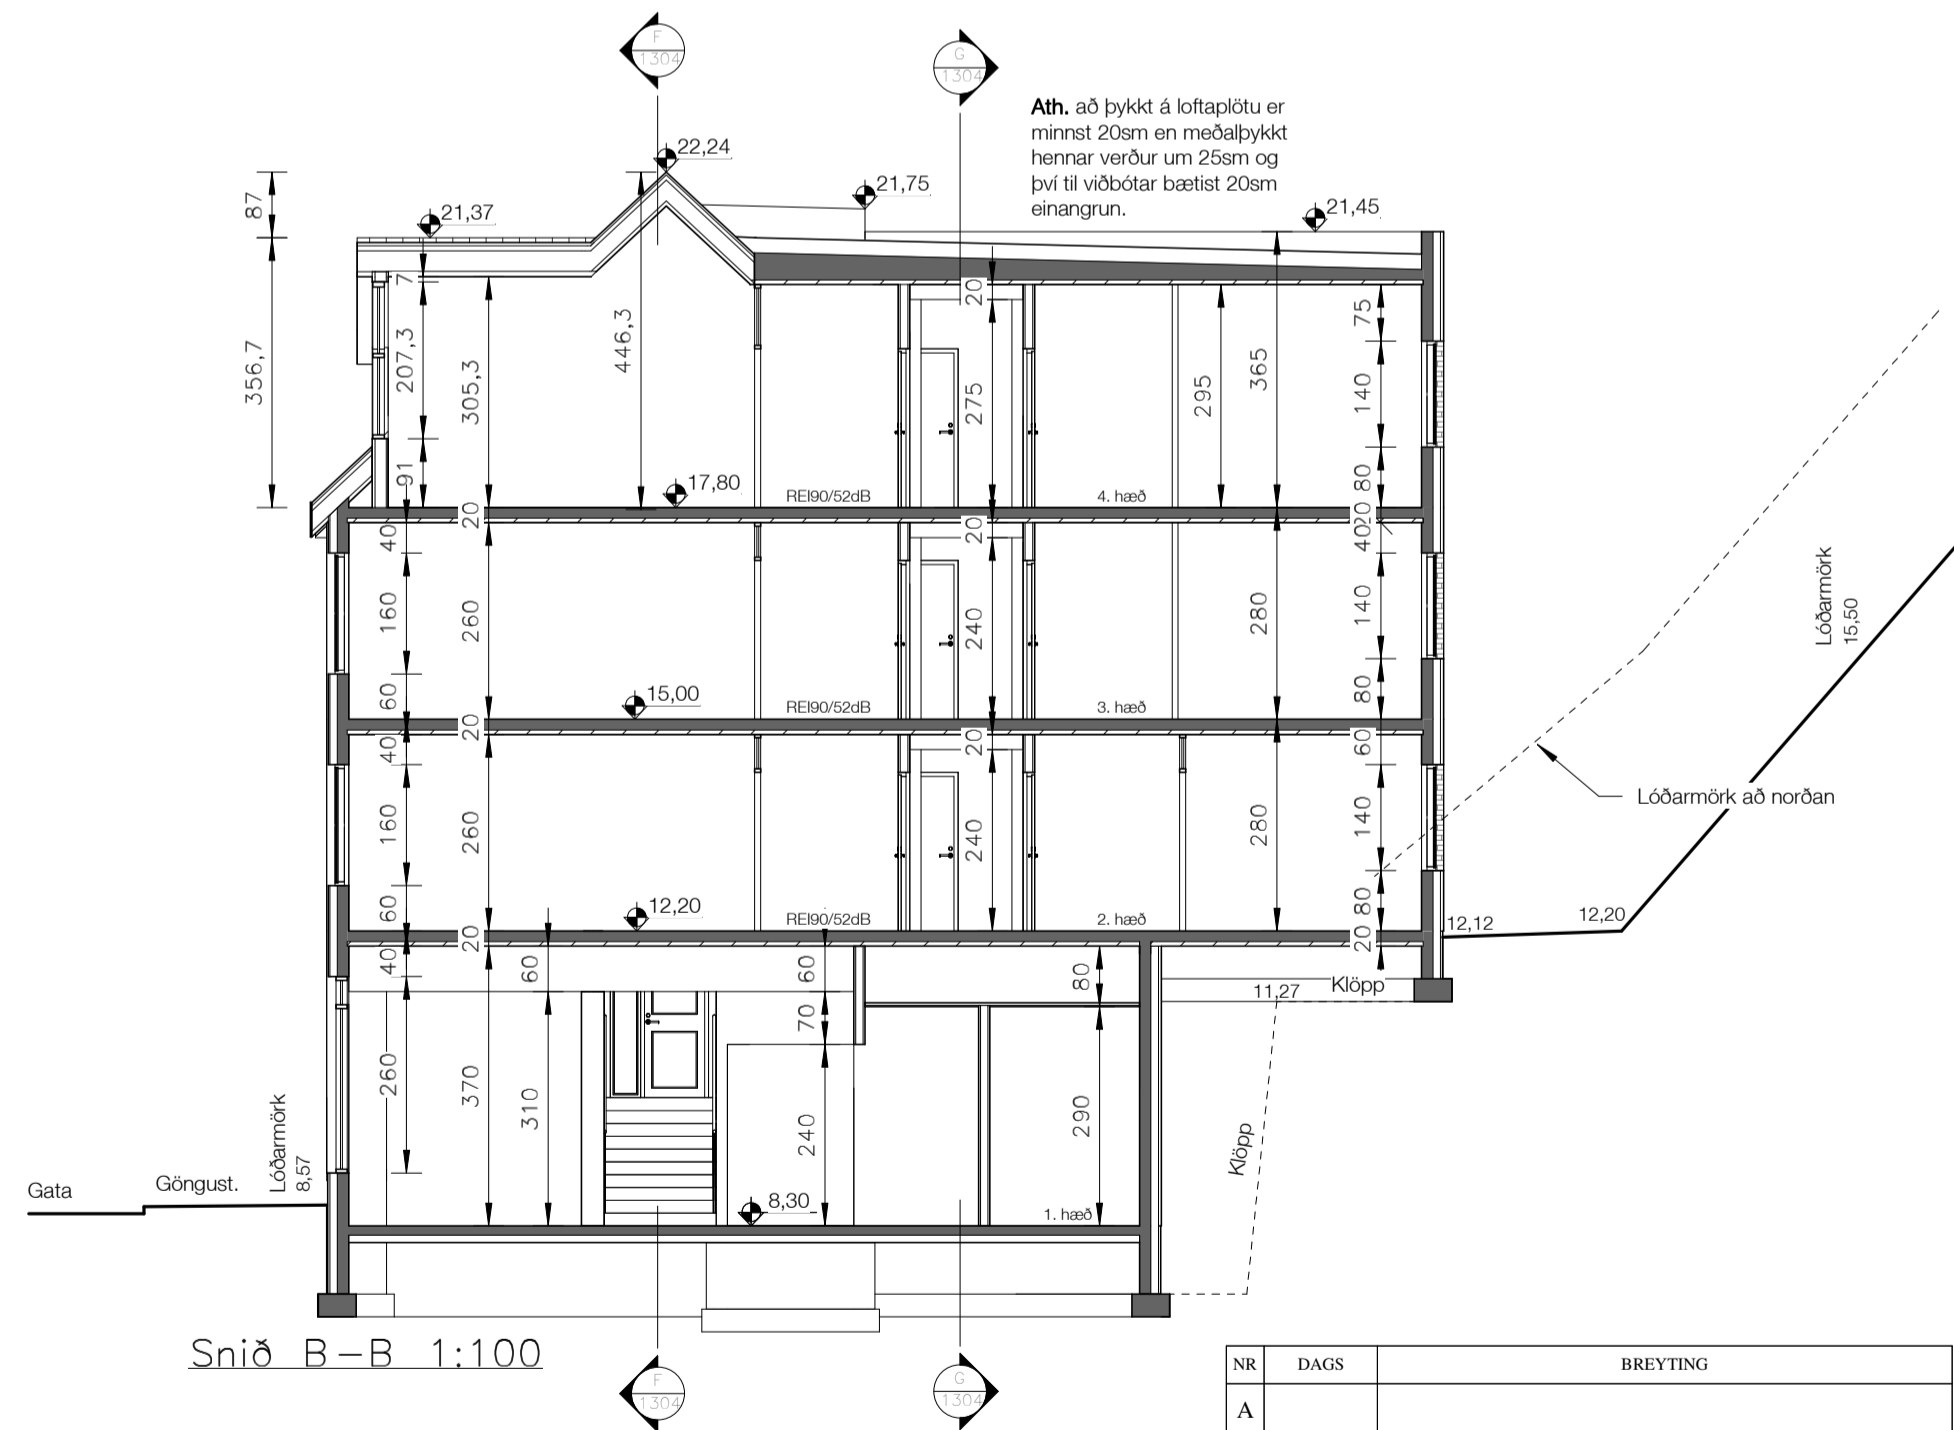 F
1304
G
1304
Ath. að þykkt á loftaplötu er
minnst 20sm en meðalþykkt
hennar verður um 25sm og
því til viðbótar bætist 20sm
einangrun.
22,24
21,75
21,37
21,45
87
356,7
7
207,3
91
305,3
446,3
20
275
295
365
75
140
80
17,80
REI90/52dB
4. hæð
20
20
20
40
40
160
60
260
240
280
140
80
15,00
REI90/52dB
3. hæð
20
20
60
40
160
60
260
240
280
140
80
12,20
REI90/52dB
2. hæð
20
20
40
260
370
60
310
60
70
240
80
290
8,30
1. hæð
Lóðarmörk
15,50
Lóðarmörk að norðan
12,12
12,20
11,27
Klöpp
Klöpp
Gata
Göngust.
Lóðarmörk
8,57
Snið B-B 1:100
F
1304
G
1304
NR DAGS BREYTING
A